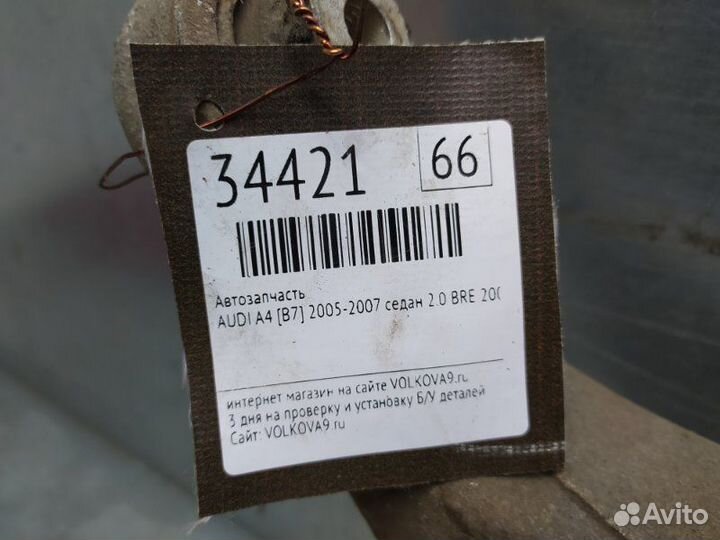 34421 66
Автозапчасть
AUDI A4 [B7] 2005-2007 седан 2.0 BRE 200
интернет магазин на сайте VOLKOVA9.ru
3 дня на проверку и установку Б/У деталей
Сайт: VOLKOVA9.ru
Avito